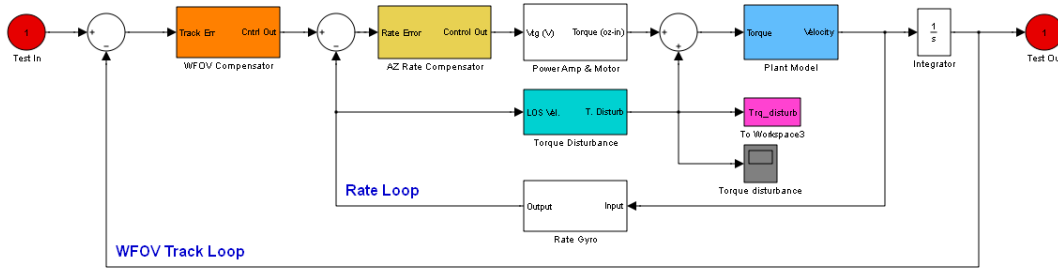 1
Test In
+
−
Track Err
Cntrl Out
WFOV Compensator
+
−
Rate Error
Control Out
AZ Rate Compensator
Vtg (V)
Torque (oz-in)
Power Amp & Motor
+
+
Torque
Velocity
Plant Model
1
s
Integrator
1
Test Out
LOS Vel.
T. Disturb
Torque Disturbance
Trq_disturb
To Workspace3
Torque disturbance
Rate Loop
Output
Input
Rate Gyro
WFOV Track Loop